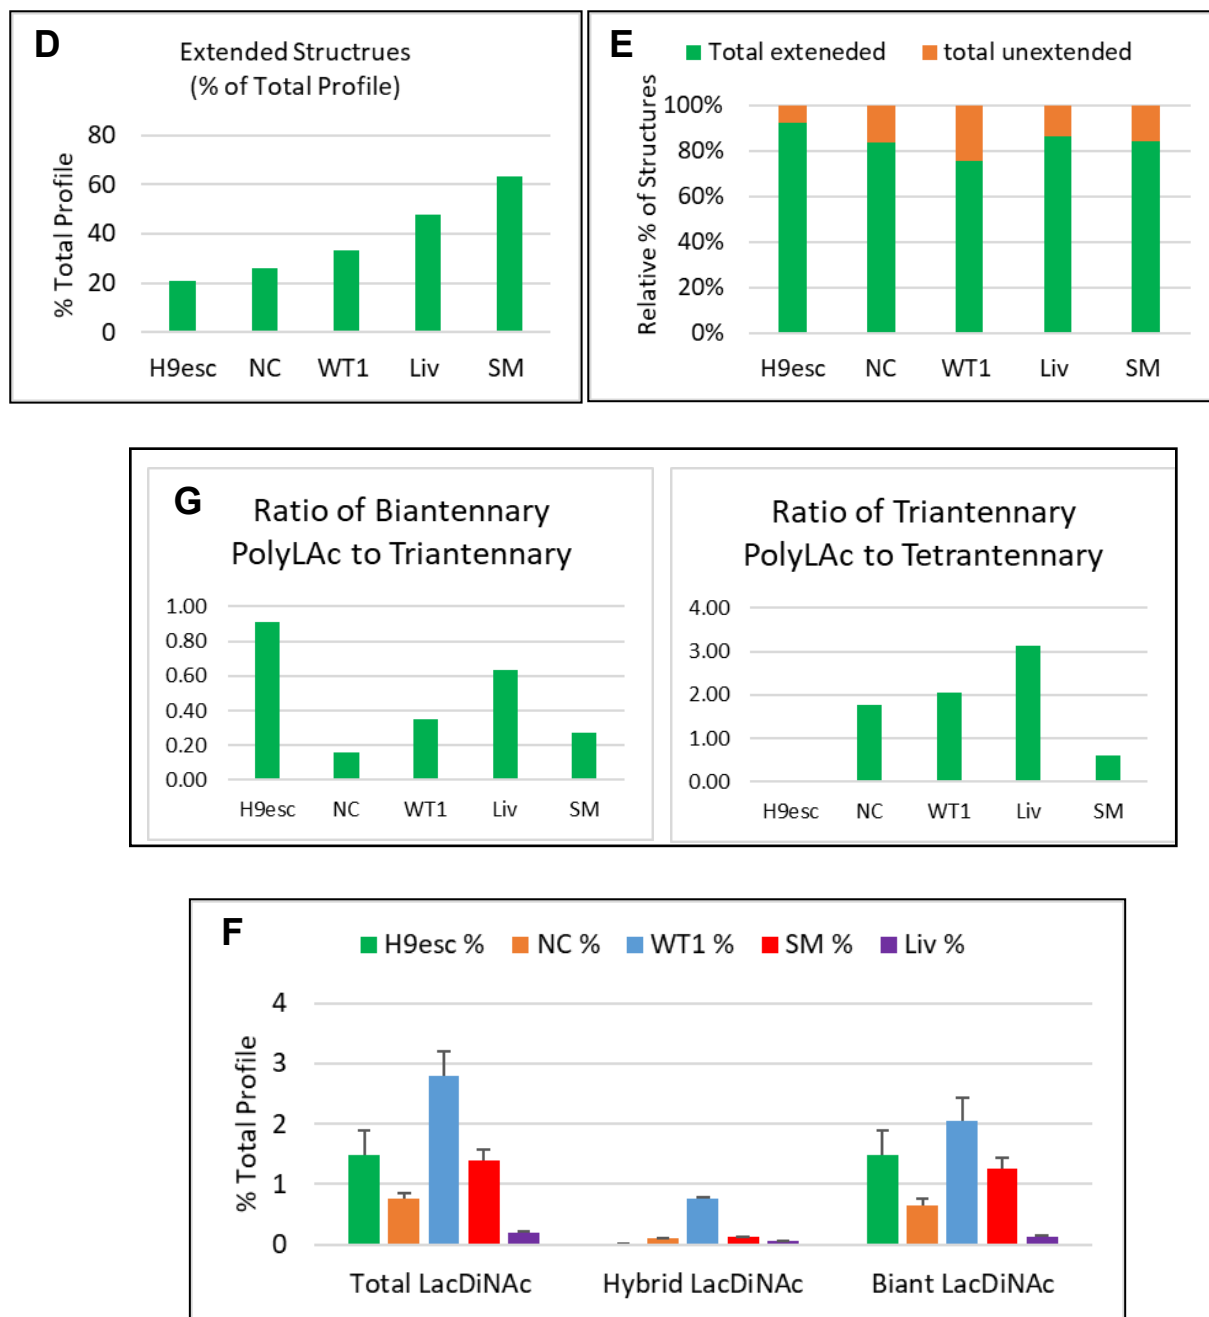 D
Extended Structrues
(% of Total Profile)
% Total Profile
80
60
40
20
0
H9esc NC WT1 Liv SM
E
Total exteneded total unextended
Relative % of Structures
100%
80%
60%
40%
20%
0%
H9esc NC WT1 Liv SM
G
Ratio of Biantennary
PolyLAc to Triantennary
1.00
0.80
0.60
0.40
0.20
0.00
H9esc NC WT1 Liv SM
Ratio of Triantennary
PolyLAc to Tetrantennary
4.00
3.00
2.00
1.00
0.00
H9esc NC WT1 Liv SM
F
H9esc % NC % WT1 % SM % Liv %
% Total Profile
4
3
2
1
0
Total LacDiNAc Hybrid LacDiNAc Biant LacDiNAc